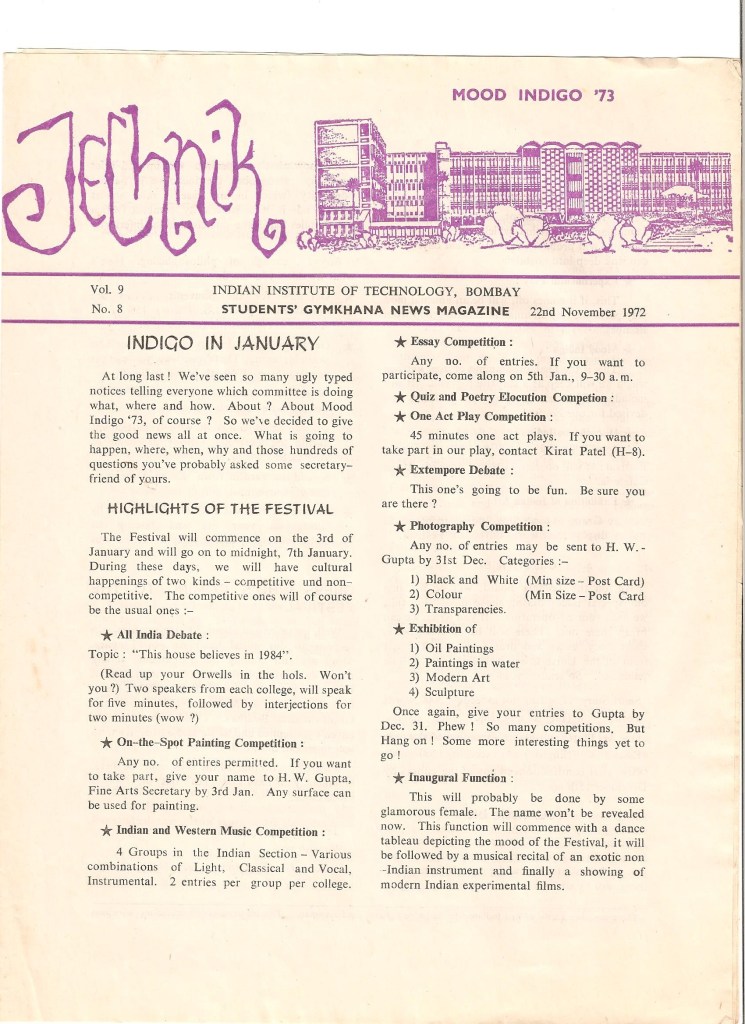 MOOD INDIGO '73
Technik
Vol. 9 INDIAN INSTITUTE OF TECHNOLOGY, BOMBAY
No. 8 STUDENTS' GYMKHANA NEWS MAGAZINE 22nd November 1972
INDIGO IN JANUARY
At long last ! We've seen so many ugly typed
notices telling everyone which committee is doing
what, where and how. About ? About Mood
Indigo '73, of course ? So we've decided to give
the good news all at once. What is going to
happen, where, when, why and those hundreds of
questions you've probably asked some secretary–
friend of yours.
HIGHLIGHTS OF THE FESTIVAL
The Festival will commence on the 3rd of
January and will go on to midnight, 7th January.
During these days, we will have cultural
happenings of two kinds – competitive und non–
competitive. The competitive ones will of course
be the usual ones :–
★ All India Debate :
Topic : "This house believes in 1984".
(Read up your Orwells in the hols. Won't
you ?) Two speakers from each college, will speak
for five minutes, followed by interjections for
two minutes (wow ?)
★ On–the–Spot Painting Competition :
Any no. of entires permitted. If you want
to take part, give your name to H. W. Gupta,
Fine Arts Secretary by 3rd Jan. Any surface can
be used for painting.
★ Indian and Western Music Competition :
4 Groups in the Indian Section – Various
combinations of Light, Classical and Vocal,
Instrumental. 2 entries per group per college.
★ Essay Competition :
Any no. of entries. If you want to
participate, come along on 5th Jan., 9–30 a.m.
★ Quiz and Poetry Elocution Competion :
★ One Act Play Competition :
45 minutes one act plays. If you want to
take part in our play, contact Kirat Patel (H–8).
★ Extempore Debate :
This one's going to be fun. Be sure you
are there ?
★ Photography Competition :
Any no. of entries may be sent to H. W. -
Gupta by 31st Dec. Categories :–
1) Black and White (Min size – Post Card)
2) Colour (Min Size – Post Card
3) Transparencies.
★ Exhibition of
1) Oil Paintings
2) Paintings in water
3) Modern Art
4) Sculpture
Once again, give your entries to Gupta by
Dec. 31. Phew ! So many competitions. But
Hang on ! Some more interesting things yet to
go !
★ Inaugural Function :
This will probably be done by some
glamorous female. The name won't be revealed
now. This function will commence with a dance
tableau depicting the mood of the Festival, it will
be followed by a musical recital of an exotic non
-Indian instrument and finally a showing of
modern Indian experimental films.